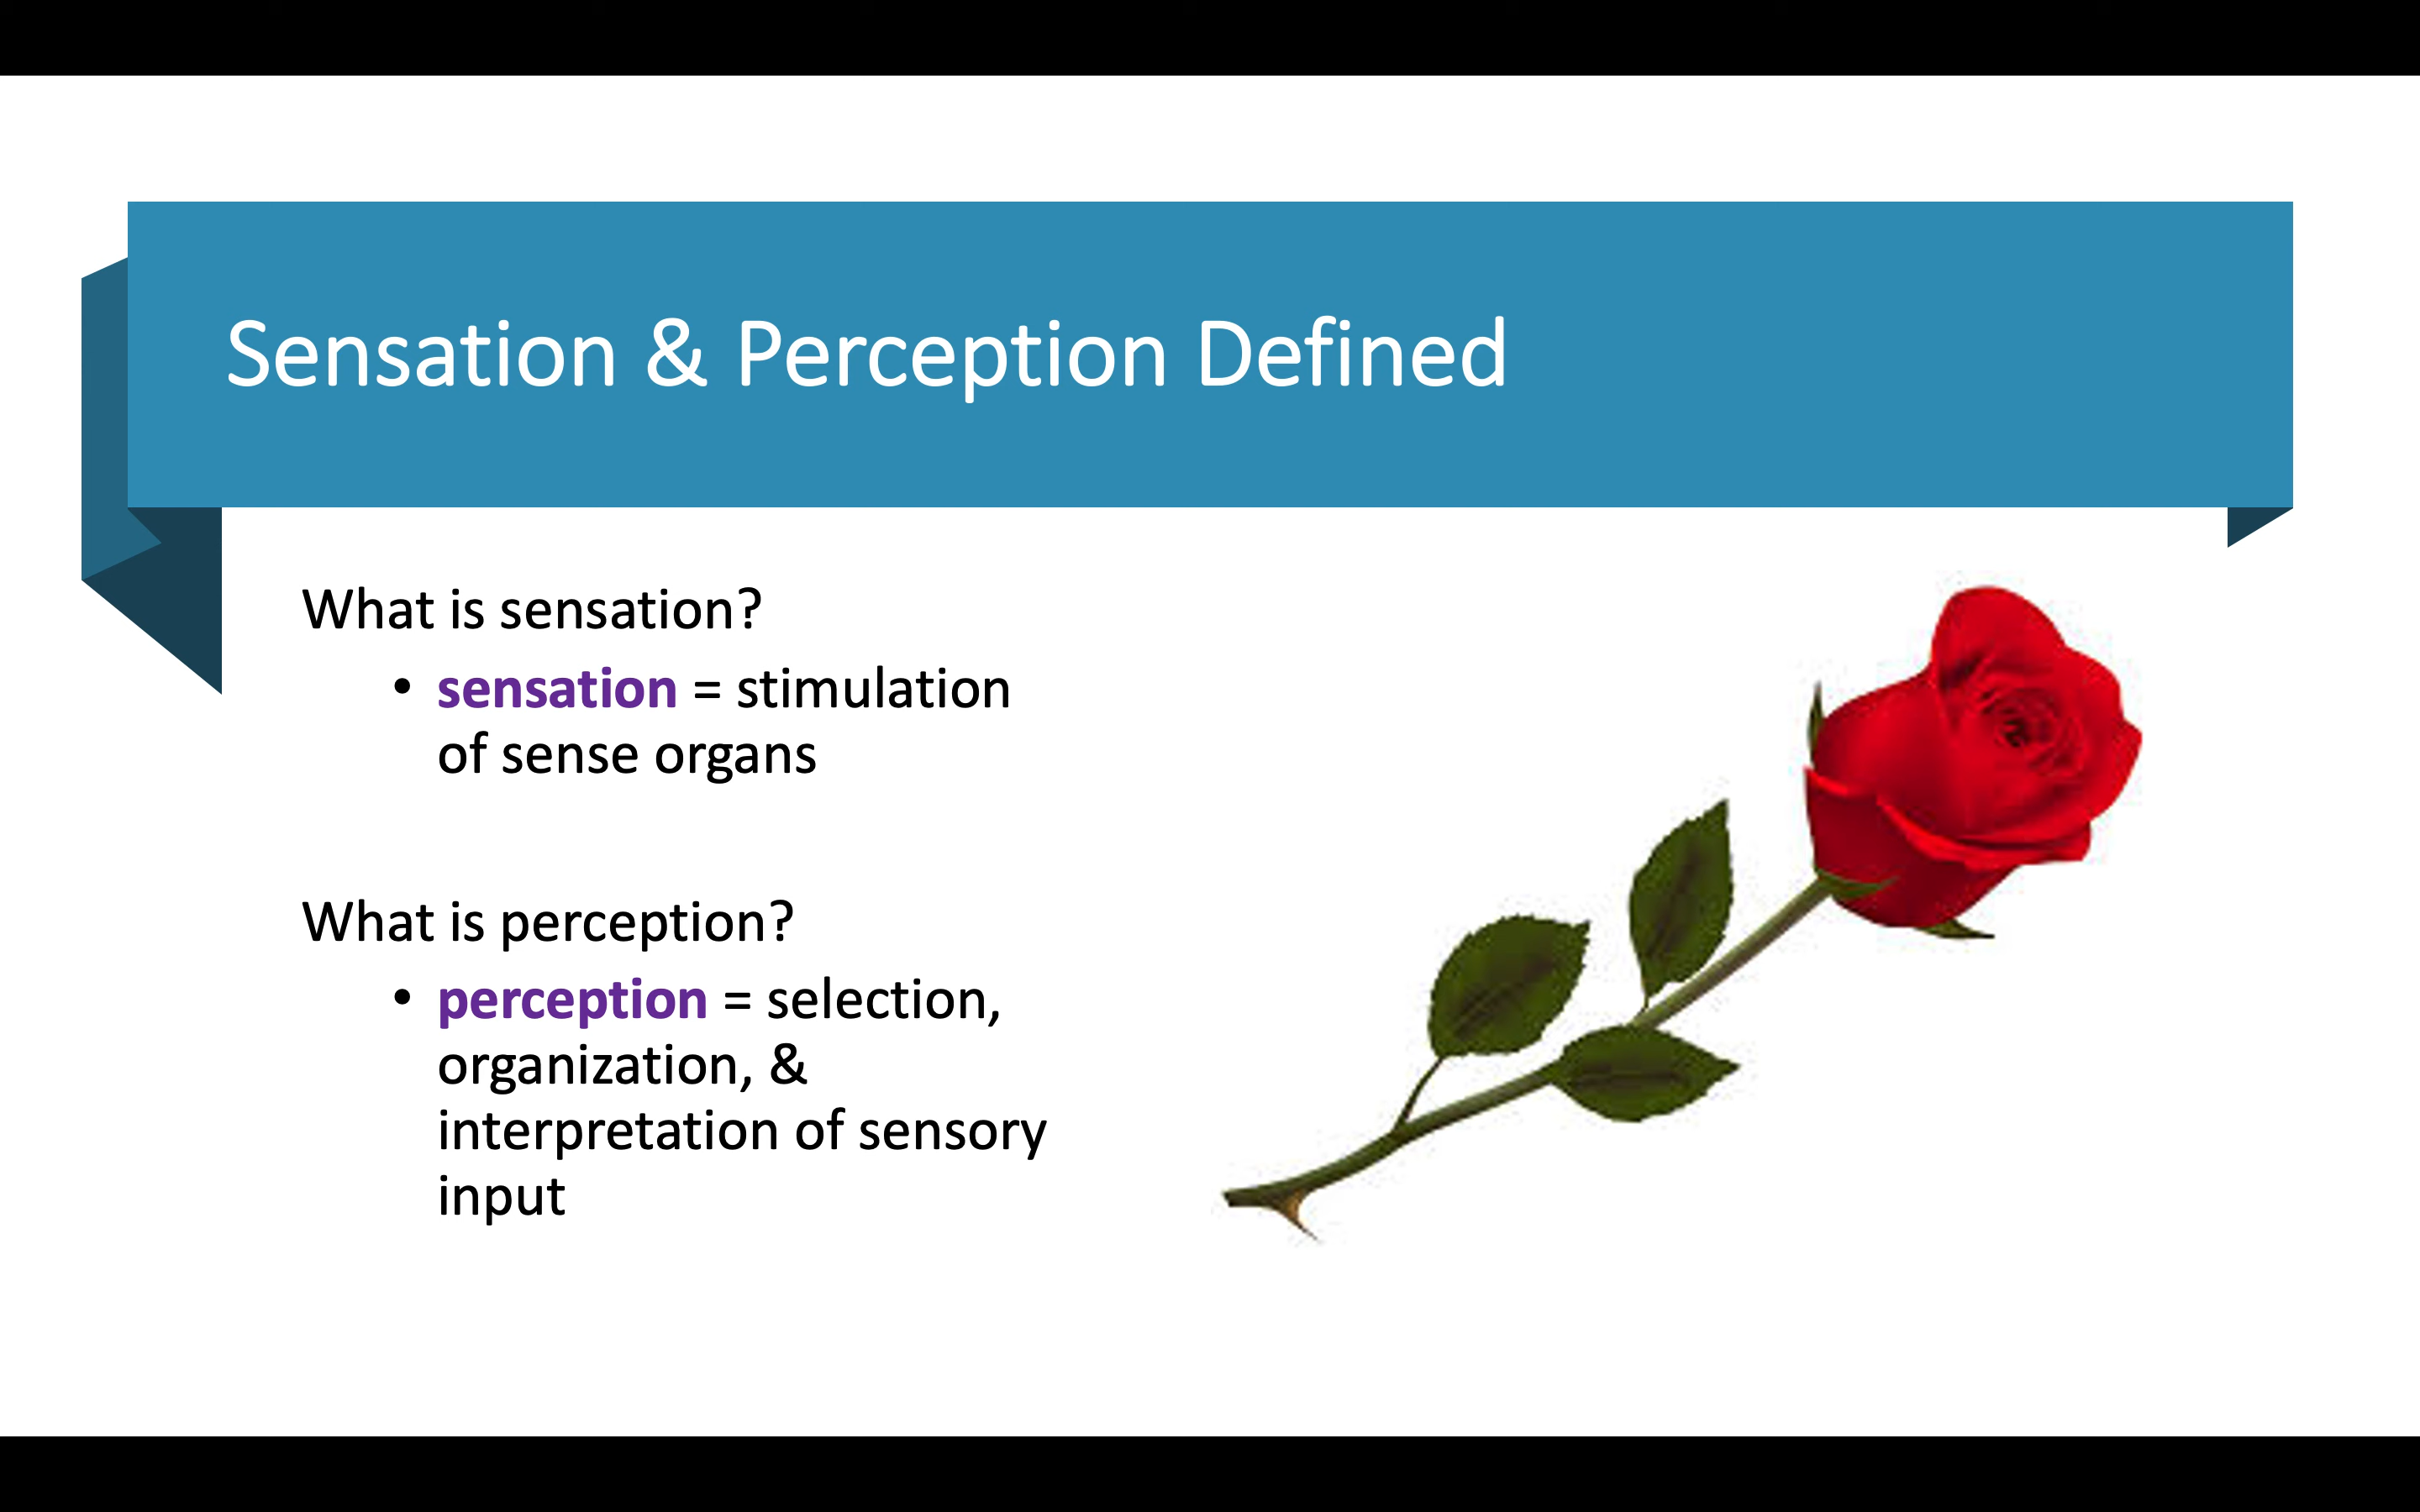 Sensation & Perception Defined
What is sensation?
• sensation = stimulation
of sense organs
What is perception?
• perception = selection,
organization, &
interpretation of sensory
input